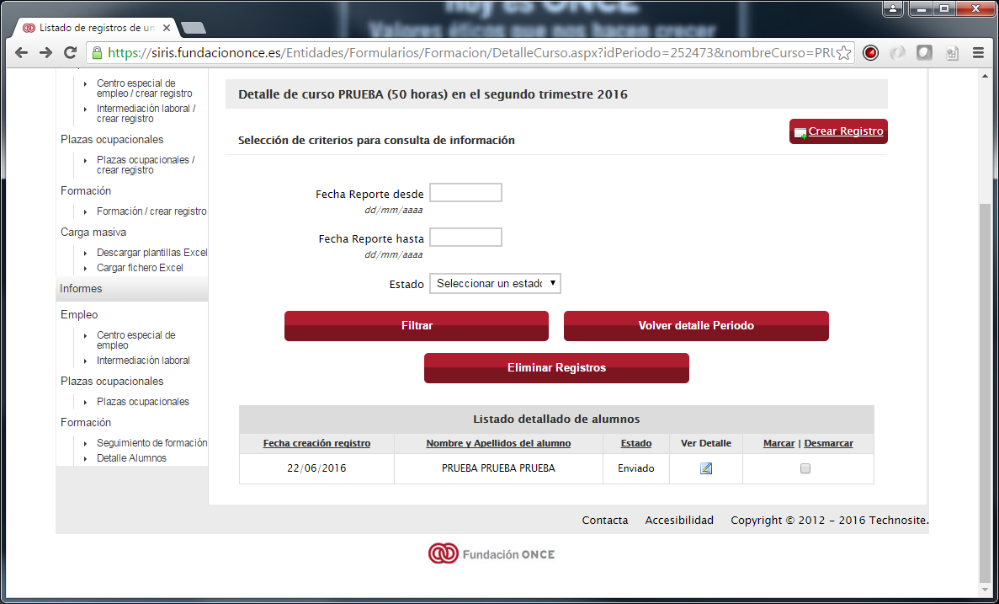 hoy es ONCE
Valores éticos que nos hacen crecer
Listado de registros de un
https://siris.fundaciononce.es/Entidades/Formularios/Formacion/DetalleCurso.aspx?idPeriodo=252473&nombreCurso=PRU
Centro especial de
empleo / crear registro
Intermediación laboral /
crear registro
Plazas ocupacionales
Plazas ocupacionales /
crear registro
Formación
Formación / crear registro
Carga masiva
Descargar plantillas Excel
Cargar fichero Excel
Informes
Empleo
Centro especial de
empleo
Intermediación laboral
Plazas ocupacionales
Plazas ocupacionales
Formación
Seguimiento de formación
Detalle Alumnos
Detalle de curso PRUEBA (50 horas) en el segundo trimestre 2016
Crear Registro
Selección de criterios para consulta de información
Fecha Reporte desde
dd/mm/aaaa
Fecha Reporte hasta
dd/mm/aaaa
Estado Seleccionar un estado
Filtrar Volver detalle Periodo
Eliminar Registros
Listado detallado de alumnos
Fecha creación registro Nombre y Apellidos del alumno Estado Ver Detalle Marcar | Desmarcar
22/06/2016 PRUEBA PRUEBA PRUEBA Enviado
Contacta Accesibilidad Copyright © 2012 - 2016 Technosite.
Fundación ONCE